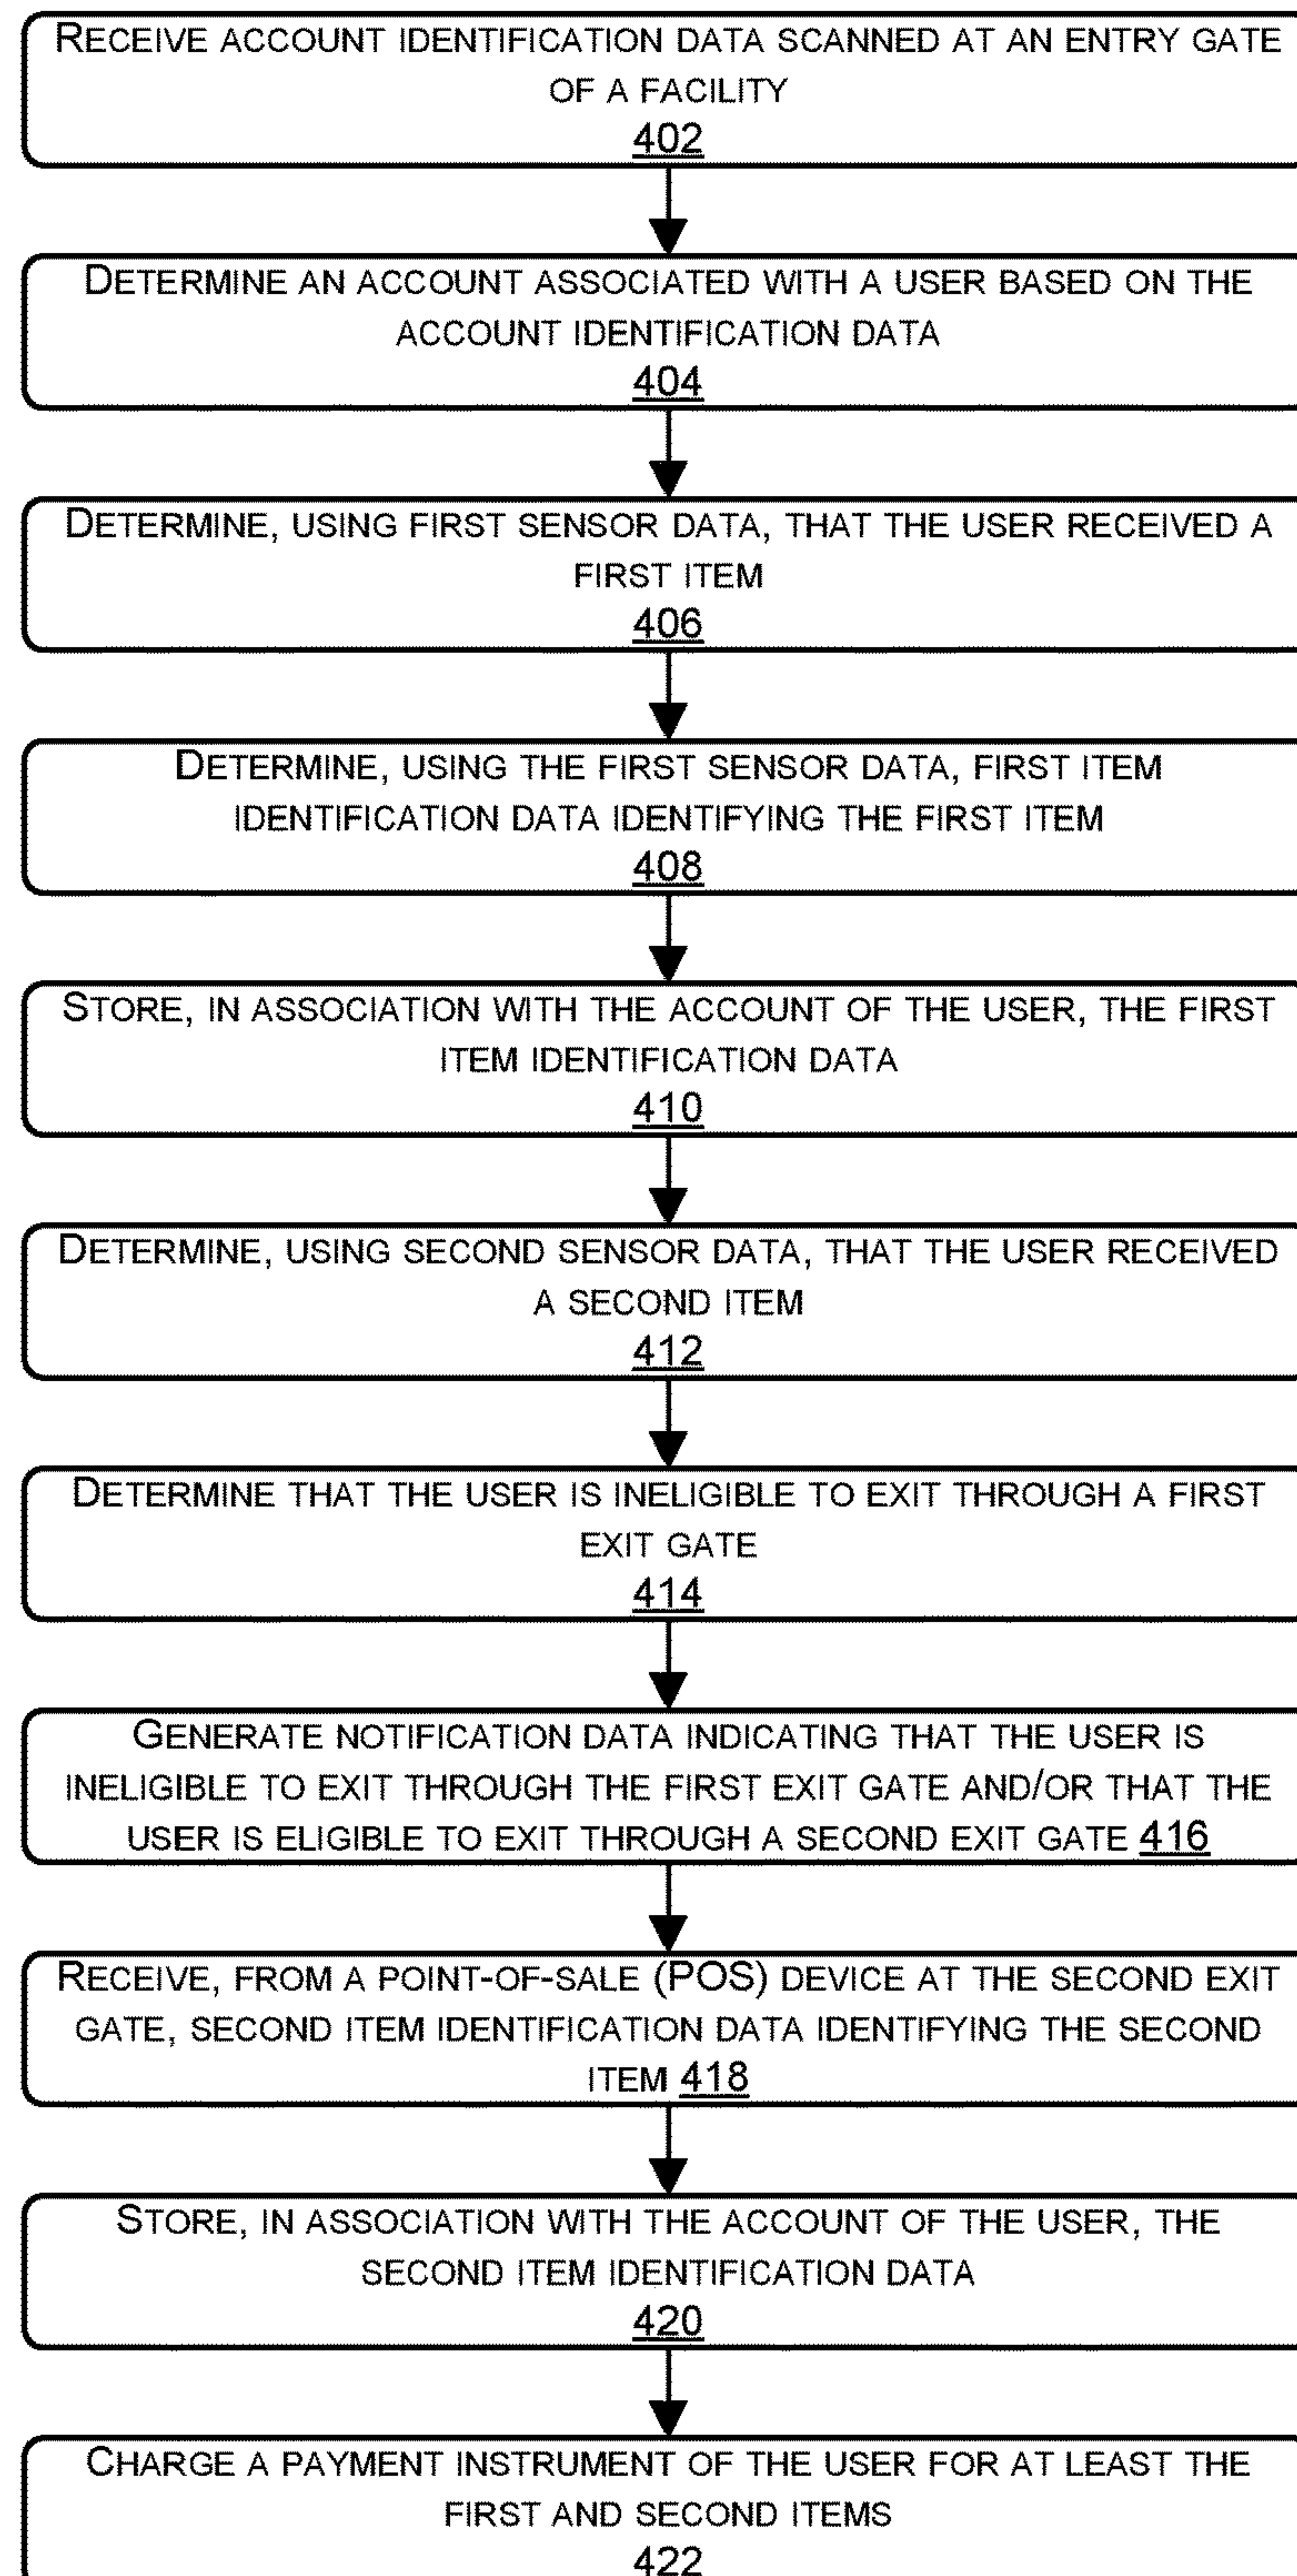 RECEIVE ACCOUNT IDENTIFICATION DATA SCANNED AT AN ENTRY GATE
OF A FACILITY
402
DETERMINE AN ACCOUNT ASSOCIATED WITH A USER BASED ON THE
ACCOUNT IDENTIFICATION DATA
404
DETERMINE, USING FIRST SENSOR DATA, THAT THE USER RECEIVED A
FIRST ITEM
406
DETERMINE, USING THE FIRST SENSOR DATA, FIRST ITEM
IDENTIFICATION DATA IDENTIFYING THE FIRST ITEM
408
STORE, IN ASSOCIATION WITH THE ACCOUNT OF THE USER, THE FIRST
ITEM IDENTIFICATION DATA
410
DETERMINE, USING SECOND SENSOR DATA, THAT THE USER RECEIVED
A SECOND ITEM
412
DETERMINE THAT THE USER IS INELIGIBLE TO EXIT THROUGH A FIRST
EXIT GATE
414
GENERATE NOTIFICATION DATA INDICATING THAT THE USER IS
INELIGIBLE TO EXIT THROUGH THE FIRST EXIT GATE AND/OR THAT THE
USER IS ELIGIBLE TO EXIT THROUGH A SECOND EXIT GATE 416
RECEIVE, FROM A POINT-OF-SALE (POS) DEVICE AT THE SECOND EXIT
GATE, SECOND ITEM IDENTIFICATION DATA IDENTIFYING THE SECOND
ITEM 418
STORE, IN ASSOCIATION WITH THE ACCOUNT OF THE USER, THE
SECOND ITEM IDENTIFICATION DATA
420
CHARGE A PAYMENT INSTRUMENT OF THE USER FOR AT LEAST THE
FIRST AND SECOND ITEMS
422